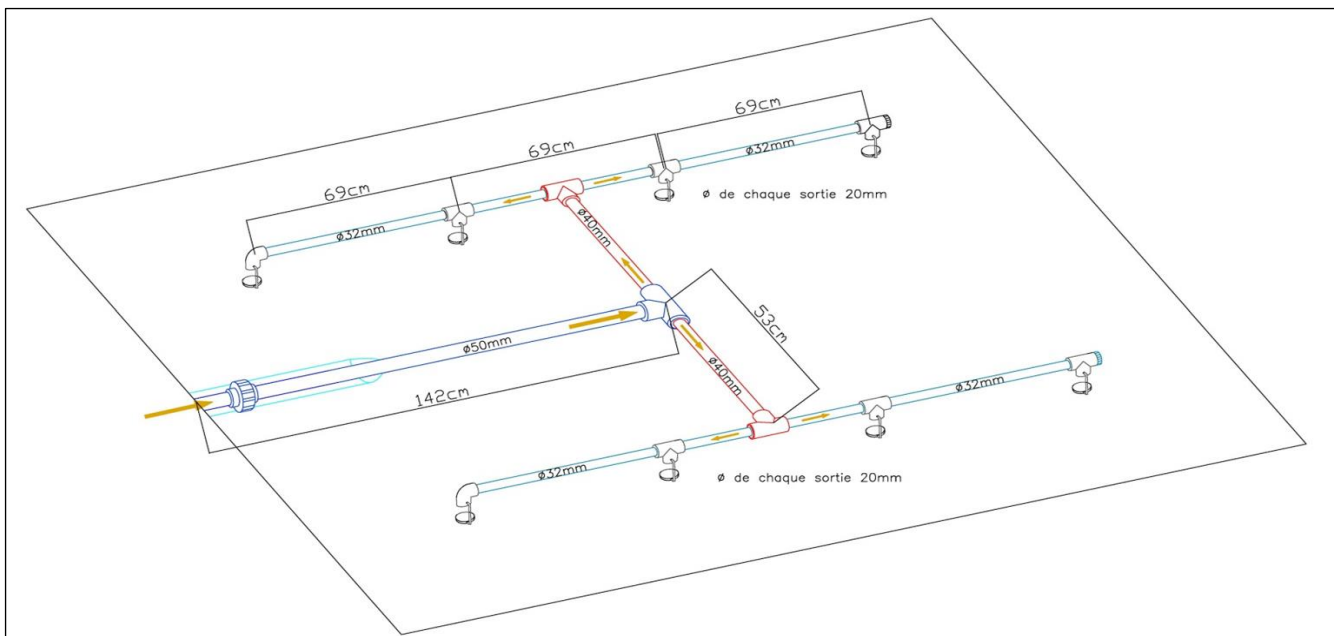 69cm
69cm
69cm
ø32mm
ø32mm
ø de chaque sortie 20mm
ø40mm
53cm
ø50mm
ø40mm
142cm
ø32mm
ø32mm
ø de chaque sortie 20mm